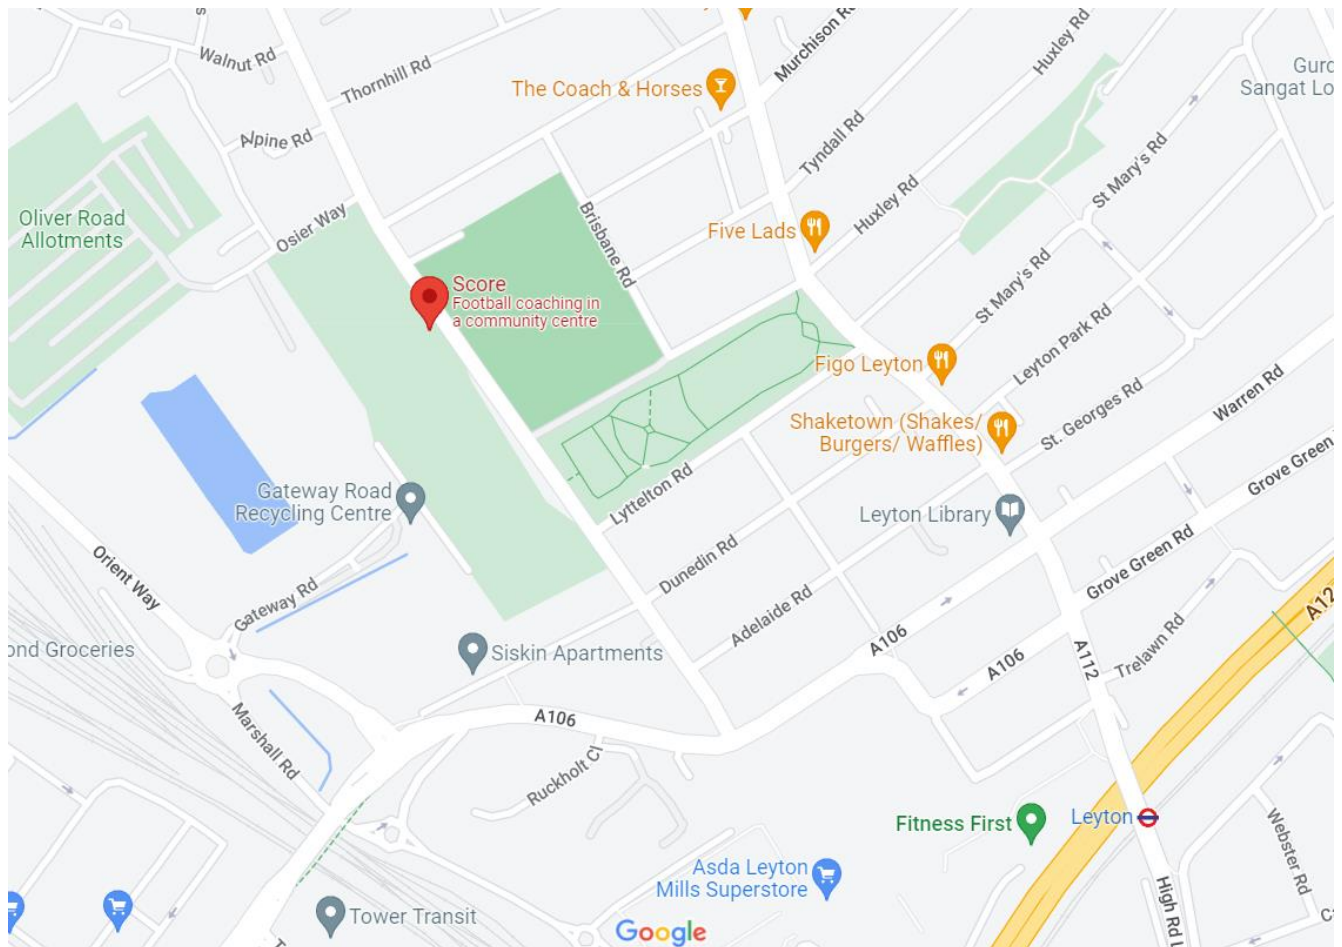 Walnut Rd
Thornhill Rd
Murchison Rd
Huxley Rd
The Coach & Horses
Sangat Lo
Alpine Rd
Tyndall Rd
St Mary's Rd
Oliver Road
Allotments
Osier Way
Brisbane Rd
Five Lads
Huxley Rd
Score
Football coaching in
a community centre
St Mary's Rd
Leyton Park Rd
Figo Leyton
Warren Rd
Shaketown (Shakes/
Burgers/ Waffles)
St. Georges Rd
Gateway Road
Recycling Centre
Lyttelton Rd
Leyton Library
Grove Green
Orient Way
Gateway Rd
Dunedin Rd
Grove Green Rd
Adelaide Rd
A12
ond Groceries
Siskin Apartments
A106
A106
A112
Trelawn Rd
Marshall Rd
A106
Ruckholt Cl
Fitness First
Leyton
Webster Rd
Asda Leyton
Mills Superstore
High Rd L
Tower Transit
Google